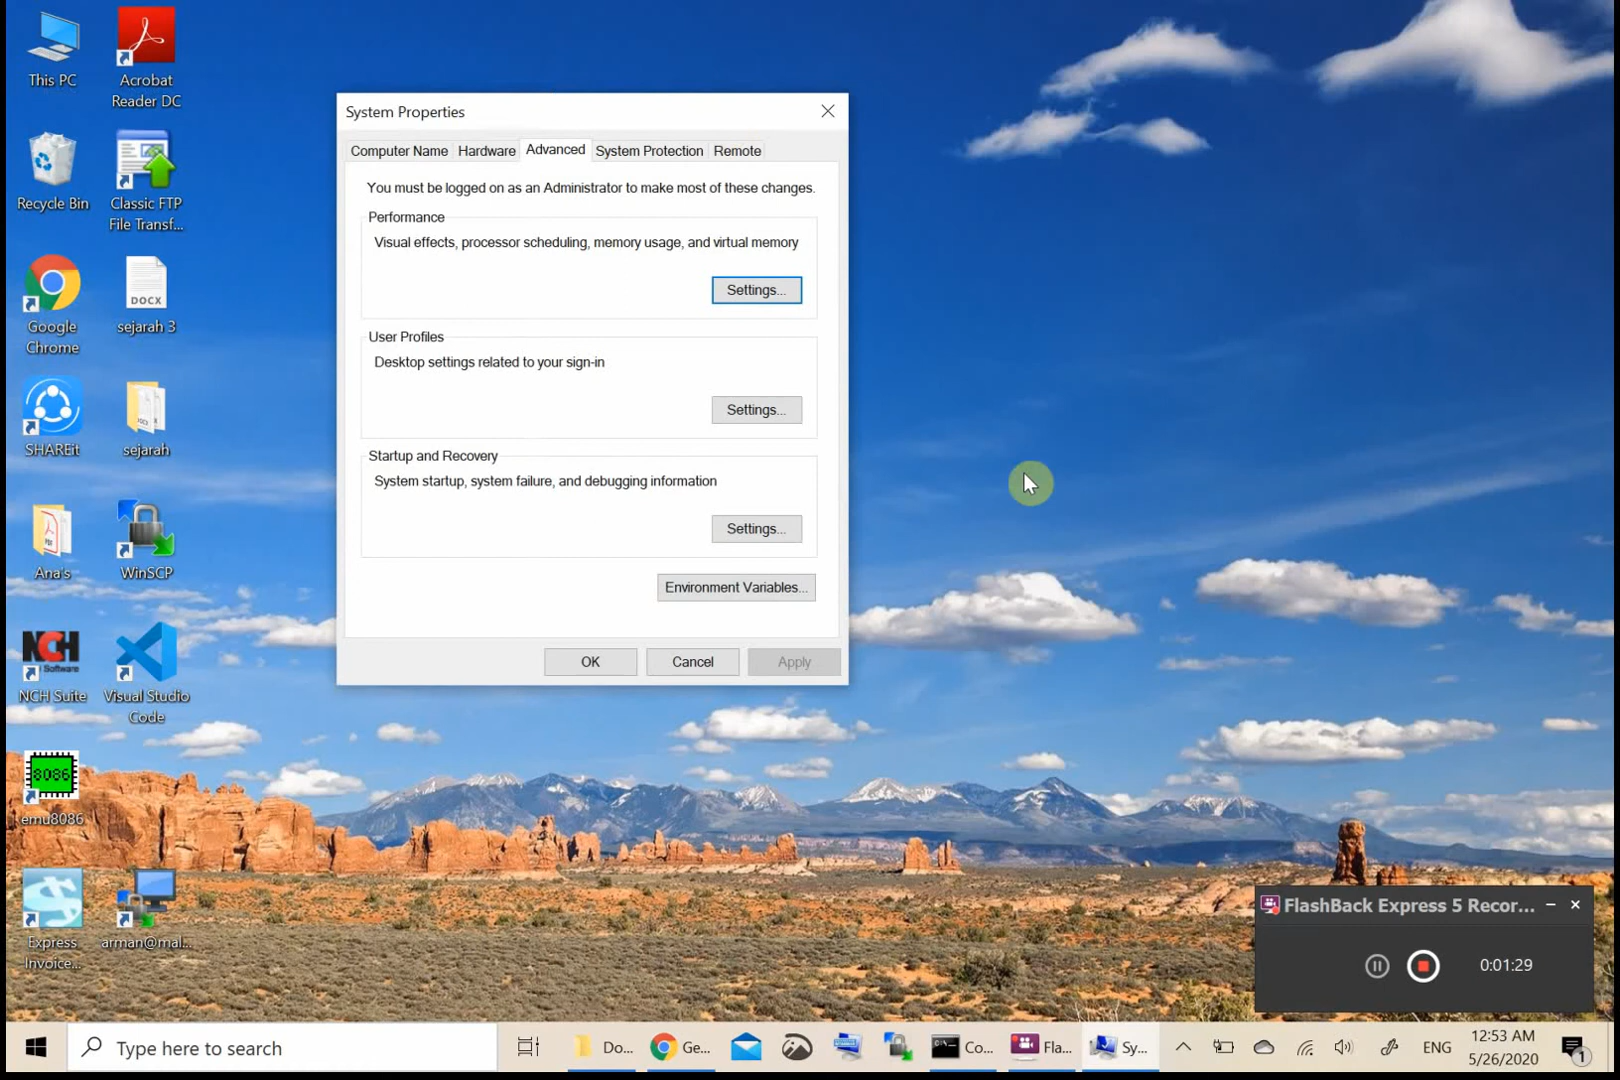 This PC
Acrobat
Reader DC
Recycle Bin
Classic FTP
File Transf...
Google
Chrome
DOCX
sejarah 3
SHAREit
sejarah
PDF
Ana's
WinSCP
NCH
Software
NCH Suite
Visual Studio
Code
8086
emu8086
Express
Invoice...
arman@mal...
System Properties
Computer Name
Hardware
Advanced
System Protection
Remote
You must be logged on as an Administrator to make most of these changes.
Performance
Visual effects, processor scheduling, memory usage, and virtual memory
Settings...
User Profiles
Desktop settings related to your sign-in
Settings...
Startup and Recovery
System startup, system failure, and debugging information
Settings...
Environment Variables...
OK
Cancel
Apply
FlashBack Express 5 Recor...
0:01:29
Type here to search
Do...
Ge...
Co...
Fla...
Sy...
ENG
12:53 AM
5/26/2020
1